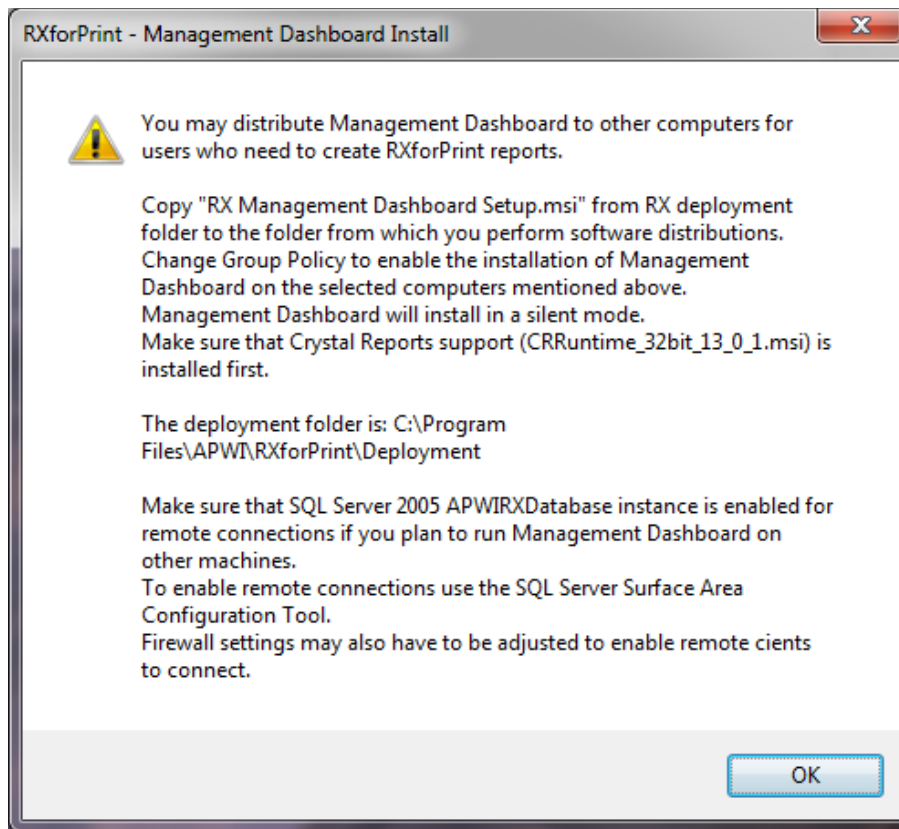 RXforPrint - Management Dashboard Install
You may distribute Management Dashboard to other computers for
users who need to create RXforPrint reports.
Copy "RX Management Dashboard Setup.msi" from RX deployment
folder to the folder from which you perform software distributions.
Change Group Policy to enable the installation of Management
Dashboard on the selected computers mentioned above.
Management Dashboard will install in a silent mode.
Make sure that Crystal Reports support (CRRuntime_32bit_13_0_1.msi) is
installed first.
The deployment folder is: C:\Program
Files\APWI\RXforPrint\Deployment
Make sure that SQL Server 2005 APWIRXDatabase instance is enabled for
remote connections if you plan to run Management Dashboard on
other machines.
To enable remote connections use the SQL Server Surface Area
Configuration Tool.
Firewall settings may also have to be adjusted to enable remote cients
to connect.
OK